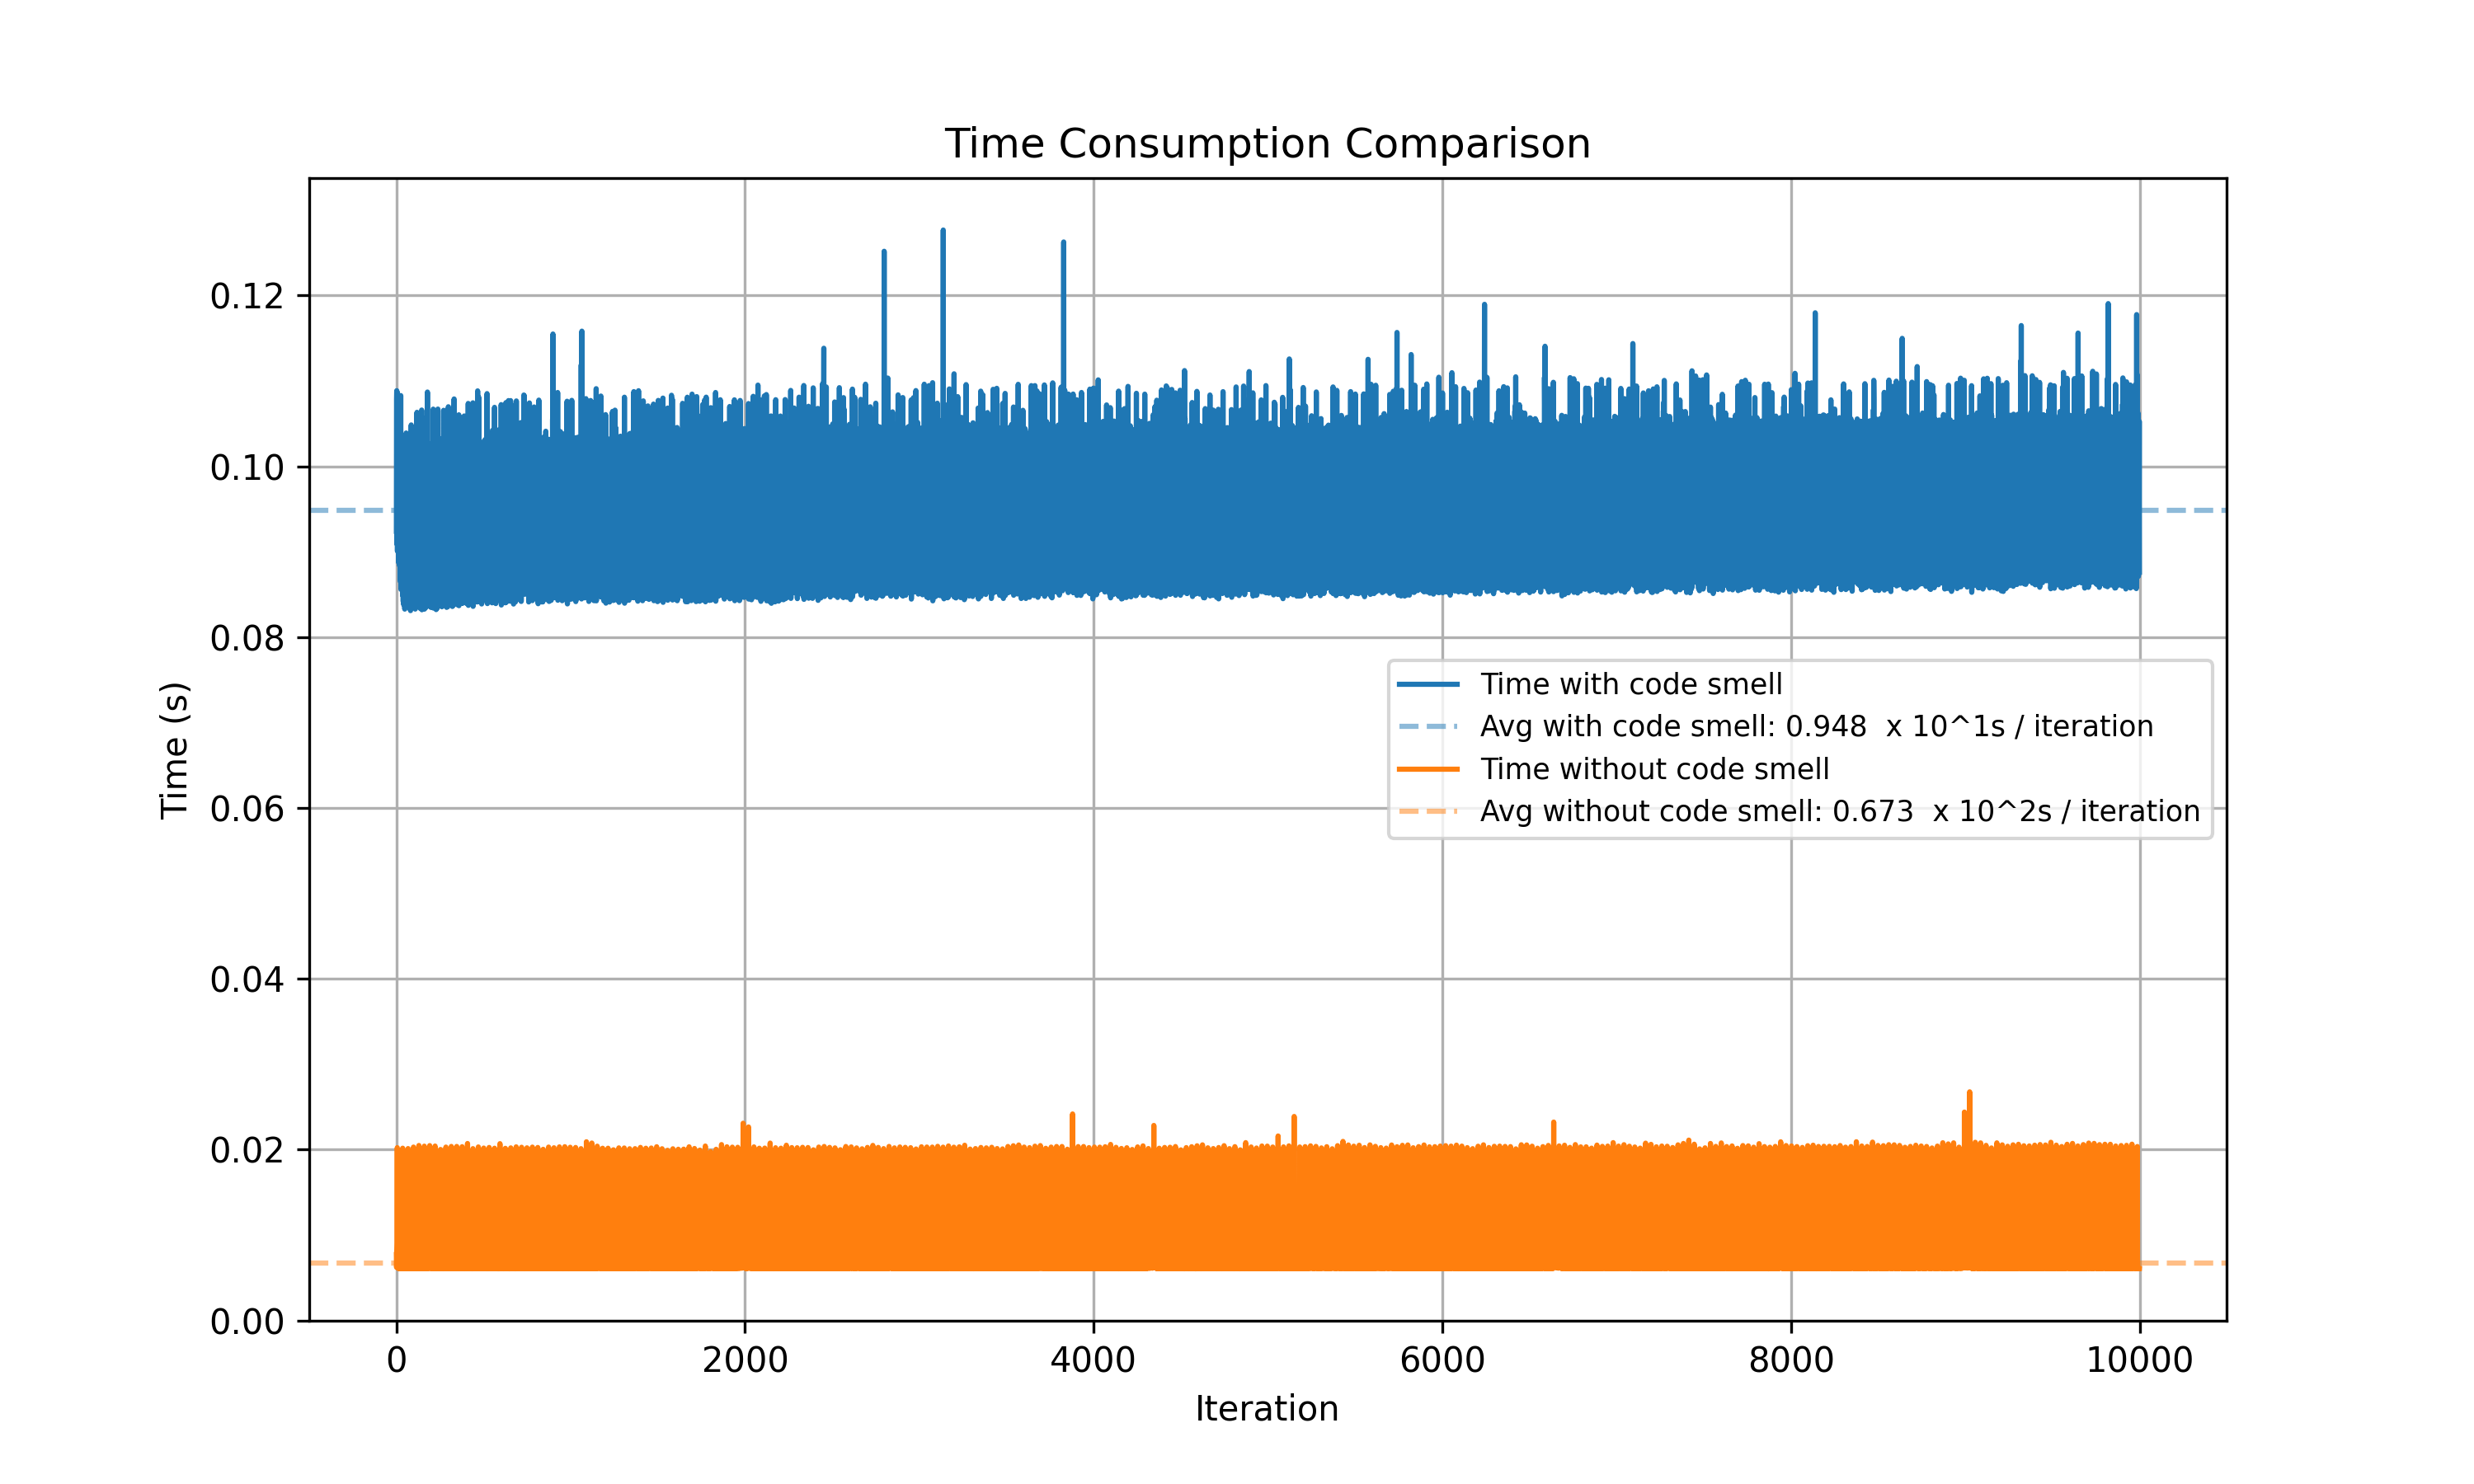 Time Consumption Comparison
0.12
0.10
0.08
0.06
0.04
0.02
0.00
Time (s)
Time with code smell
Avg with code smell: 0.948  x 10^1s / iteration
Time without code smell
Avg without code smell: 0.673  x 10^2s / iteration
0 2000 4000 6000 8000 10000
Iteration